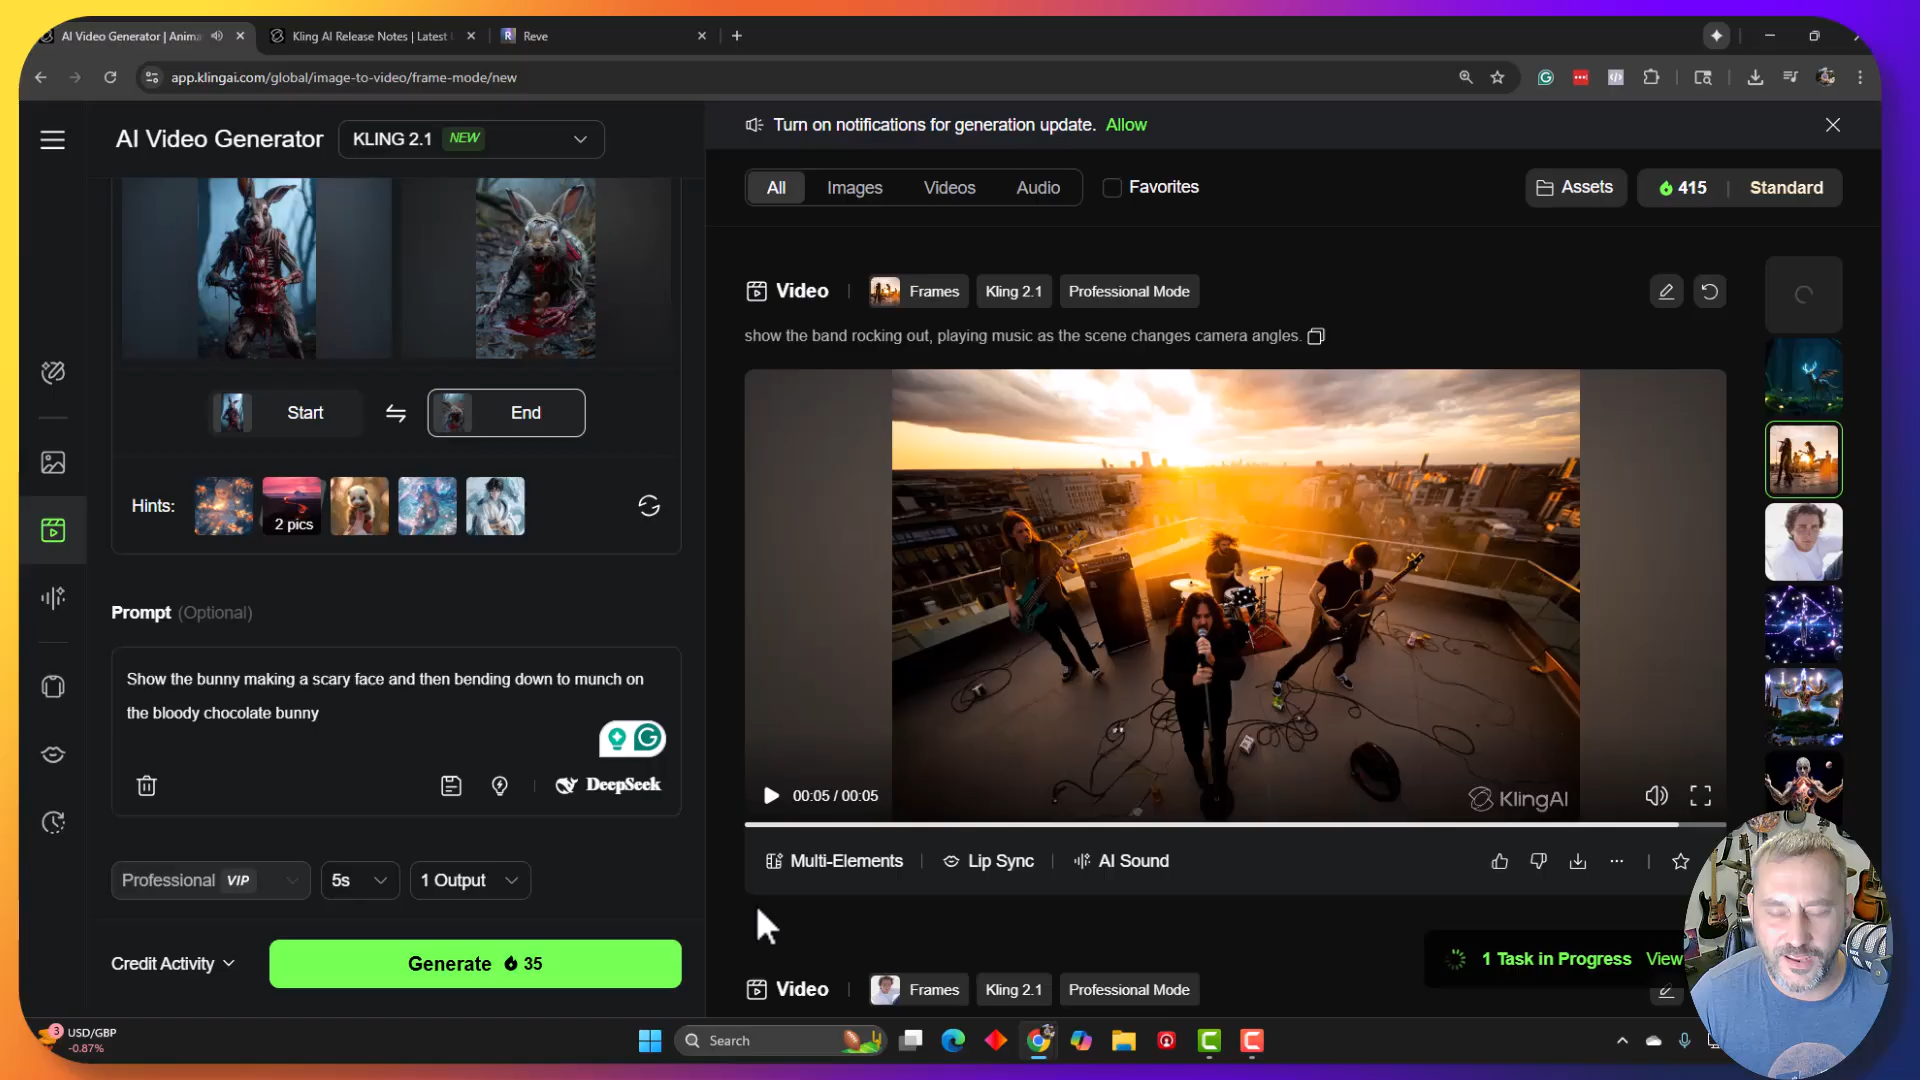 AI Video Generator | Anima
Kling AI Release Notes | Latest
Reve
app.klingai.com/global/image-to-video/frame-mode/new
AI Video Generator
KLING 2.1 NEW
Turn on notifications for generation update. Allow
All
Images
Videos
Audio
Favorites
Assets
415
Standard
Video
Frames
Kling 2.1
Professional Mode
show the band rocking out, playing music as the scene changes camera angles.
Start
End
Hints:
2 pics
Prompt (Optional)
Show the bunny making a scary face and then bending down to munch on
the bloody chocolate bunny
DeepSeek
Professional VIP
5s
1 Output
Credit Activity
Generate 35
00:05 / 00:05
KlingAI
Multi-Elements
Lip Sync
AI Sound
1 Task in Progress View
Video
Frames
Kling 2.1
Professional Mode
3
USD/GBP
-0.87%
Search